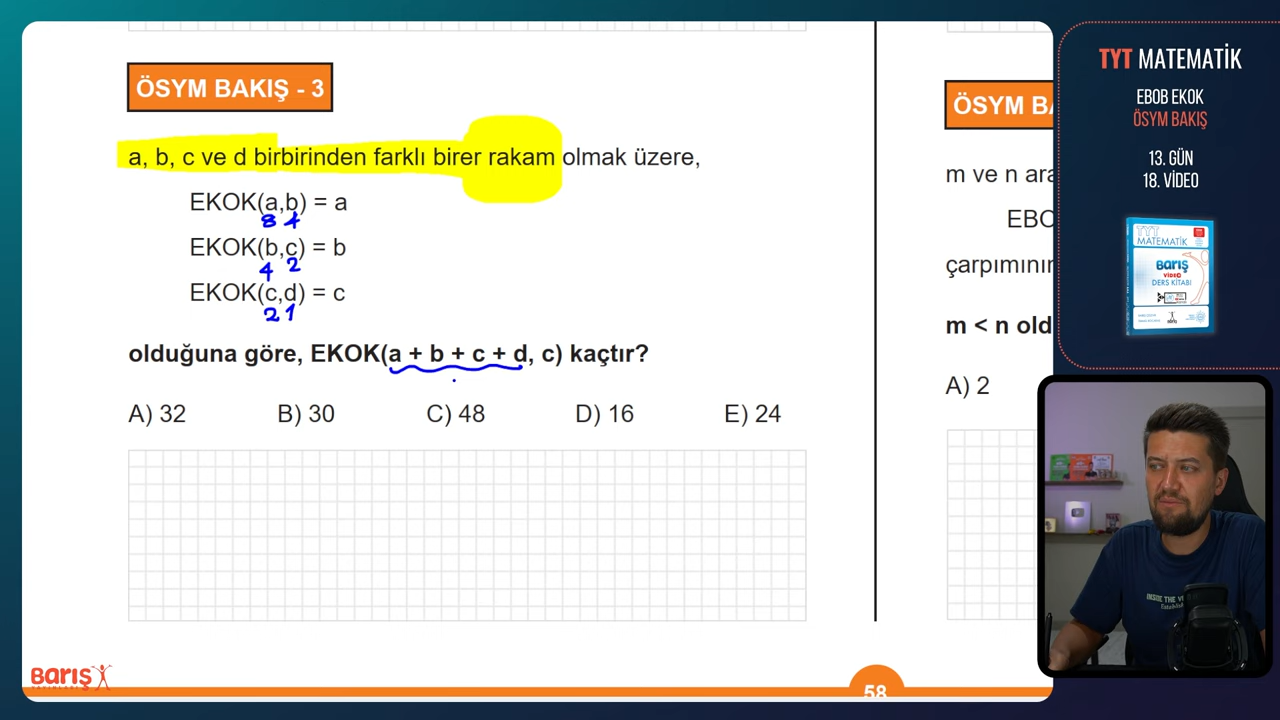 ÖSYM BAKIŞ - 3
a, b, c ve d birbirinden farklı birer rakam olmak üzere,
EKOK(a,b) = a
8 4
EKOK(b,c) = b
4 2
EKOK(c,d) = c
2 1
olduğuna göre, EKOK(a + b + c + d, c) kaçtır?
A) 32 B) 30 C) 48 D) 16 E) 24
BARIŞ
58
ÖSYM BA
m ve n ara
EBO
çarpımının
m < n old
A) 2
TYT MATEMATİK
EBOB EKOK
ÖSYM BAKIŞ
13. GÜN
18. VİDEO
TYT
MATEMATİK
BARIŞ
VİDEO
DERS KİTABI